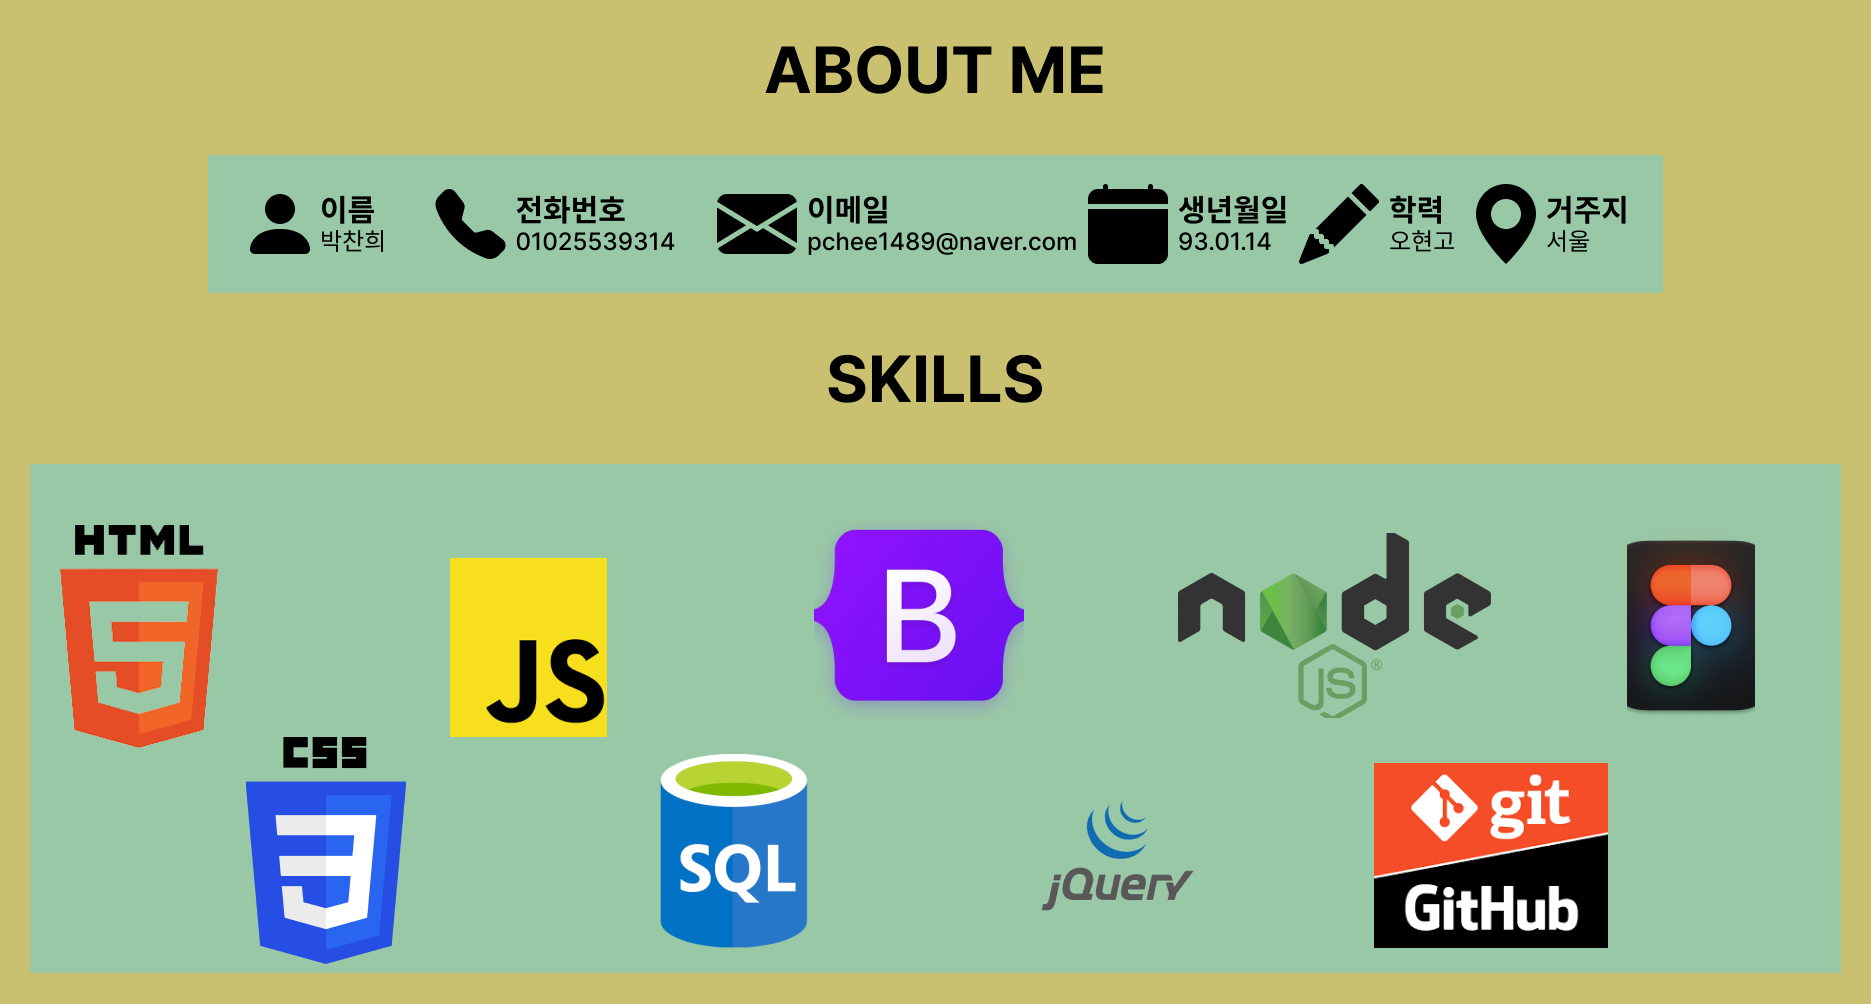 ABOUT ME
이름
박찬희
전화번호
01025539314
이메일
pchee1489@naver.com
생년월일
93.01.14
학력
오현고
거주지
서울
SKILLS
HTML
5
JS
B
node
JS®
CSS
3
SQL
jQuery
git
GitHub